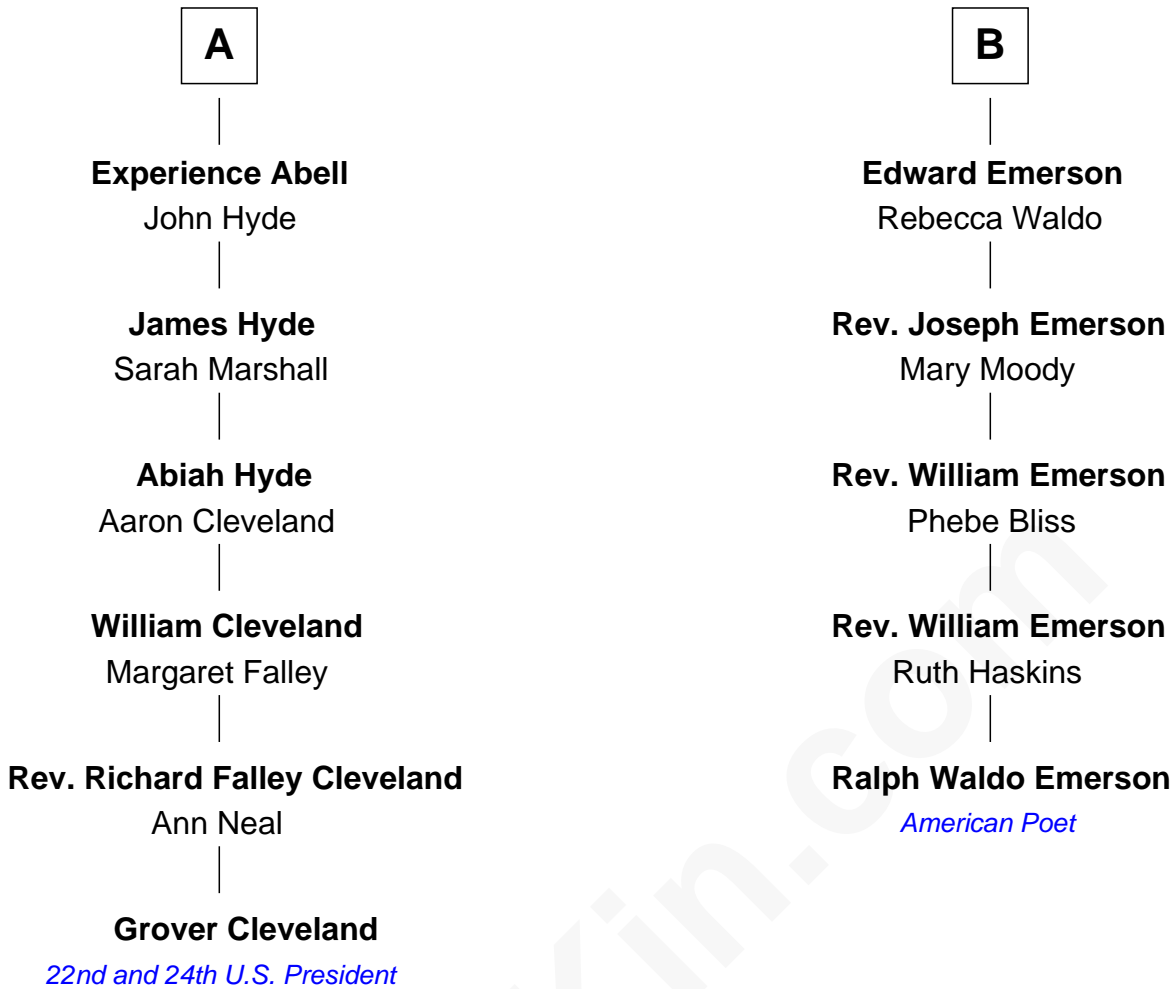 A
Experience Abell
John Hyde
James Hyde
Sarah Marshall
Abiah Hyde
Aaron Cleveland
William Cleveland
Margaret Falley
Rev. Richard Falley Cleveland
Ann Neal
Grover Cleveland
22nd and 24th U.S. President
B
Edward Emerson
Rebecca Waldo
Rev. Joseph Emerson
Mary Moody
Rev. William Emerson
Phebe Bliss
Rev. William Emerson
Ruth Haskins
Ralph Waldo Emerson
American Poet
Kin.com